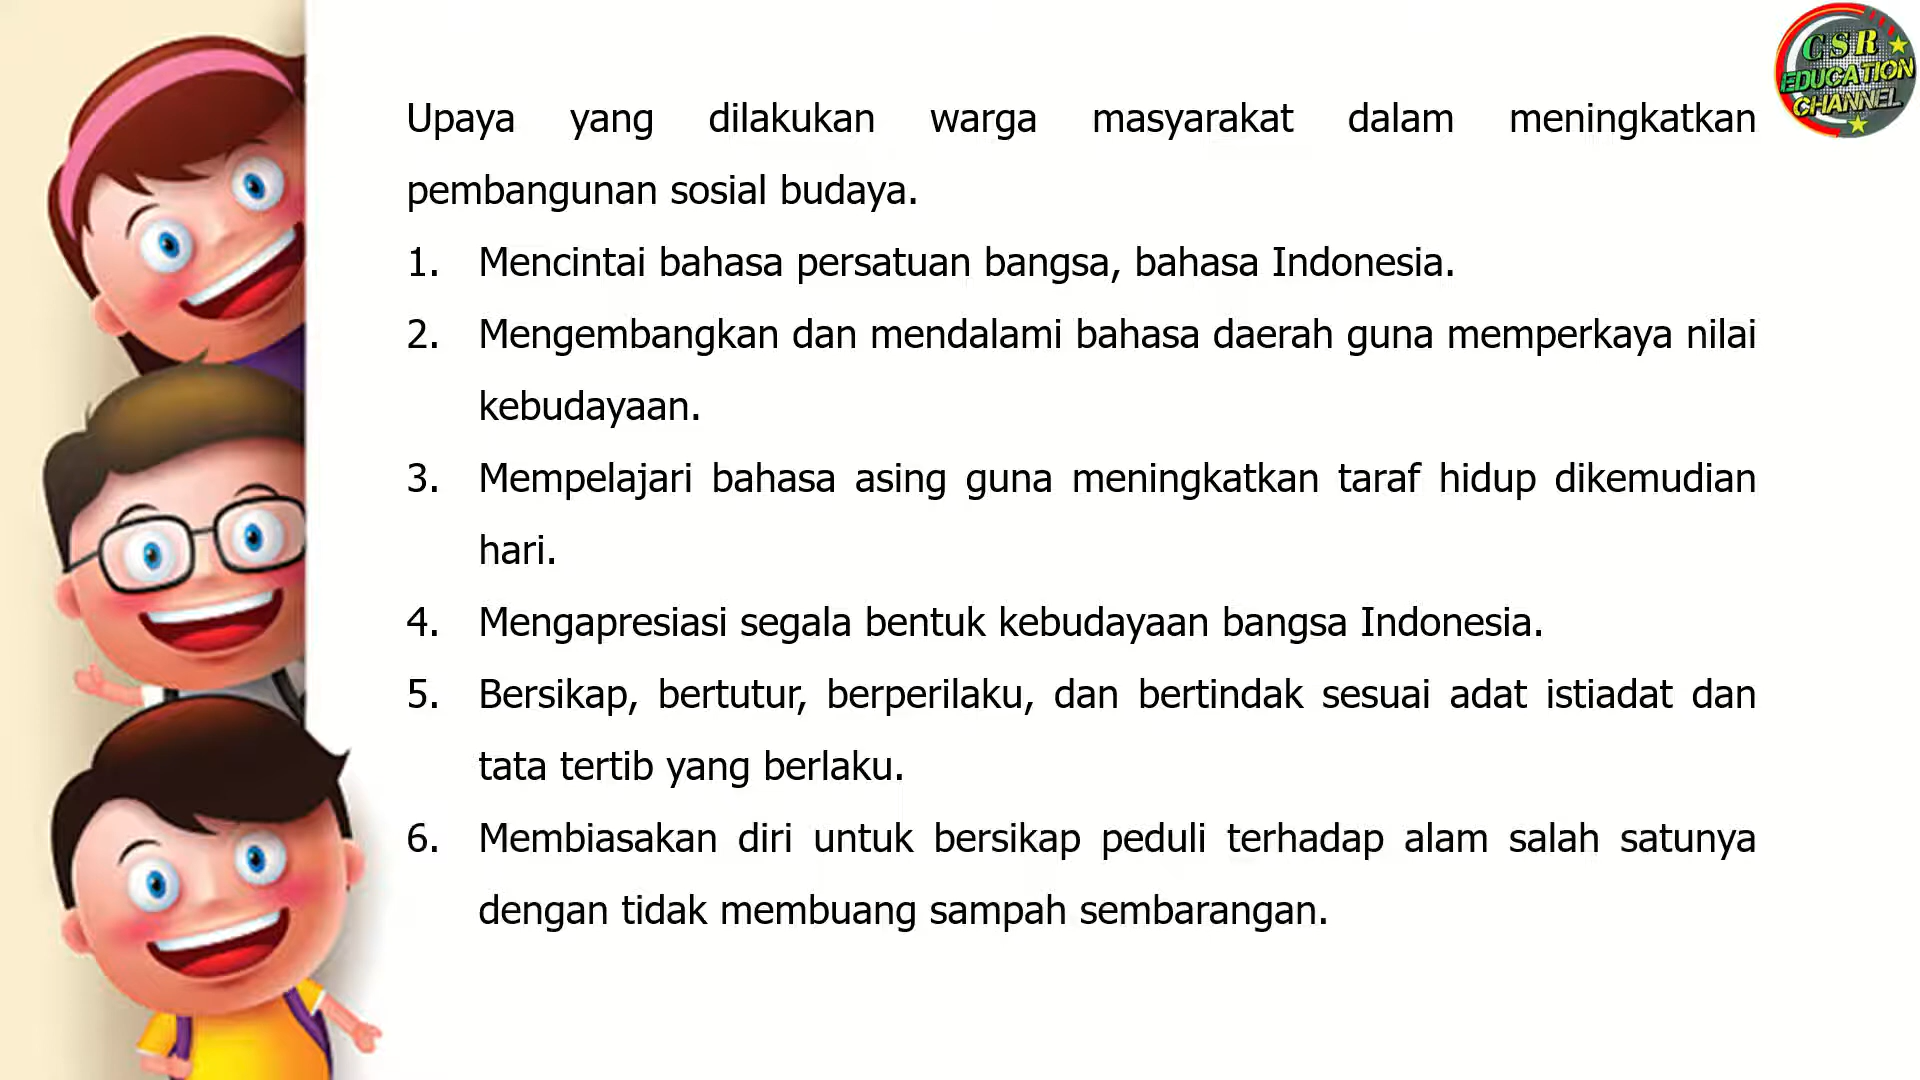 CSR
EDUCATION
CHANNEL
Upaya yang dilakukan warga masyarakat dalam meningkatkan
pembangunan sosial budaya.
1. Mencintai bahasa persatuan bangsa, bahasa Indonesia.
2. Mengembangkan dan mendalami bahasa daerah guna memperkaya nilai
kebudayaan.
3. Mempelajari bahasa asing guna meningkatkan taraf hidup dikemudian
hari.
4. Mengapresiasi segala bentuk kebudayaan bangsa Indonesia.
5. Bersikap, bertutur, berperilaku, dan bertindak sesuai adat istiadat dan
tata tertib yang berlaku.
6. Membiasakan diri untuk bersikap peduli terhadap alam salah satunya
dengan tidak membuang sampah sembarangan.